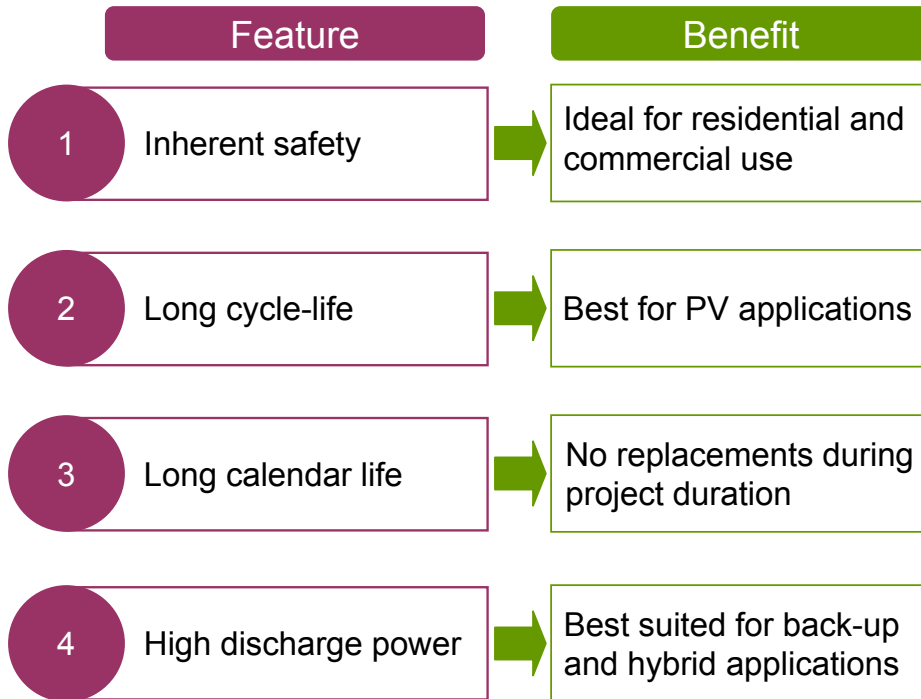 Feature
Benefit
1
Inherent safety
Ideal for residential and
commercial use
2
Long cycle-life
Best for PV applications
3
Long calendar life
No replacements during
project duration
4
High discharge power
Best suited for back-up
and hybrid applications